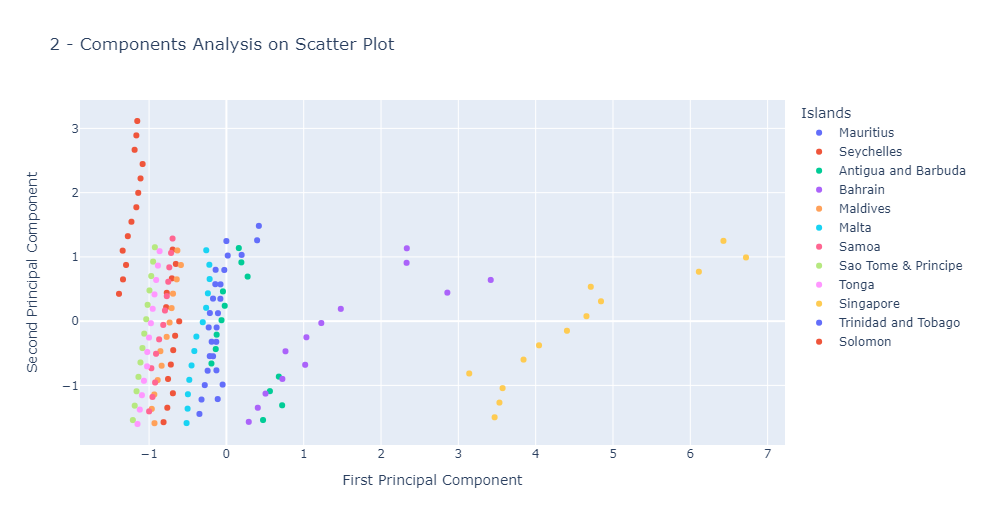 2 - Components Analysis on Scatter Plot
Second Principal Component
3
2
1
0
−1
−1
0
1
2
3
4
5
6
7
First Principal Component
Islands
Mauritius
Seychelles
Antigua and Barbuda
Bahrain
Maldives
Malta
Samoa
Sao Tome & Principe
Tonga
Singapore
Trinidad and Tobago
Solomon